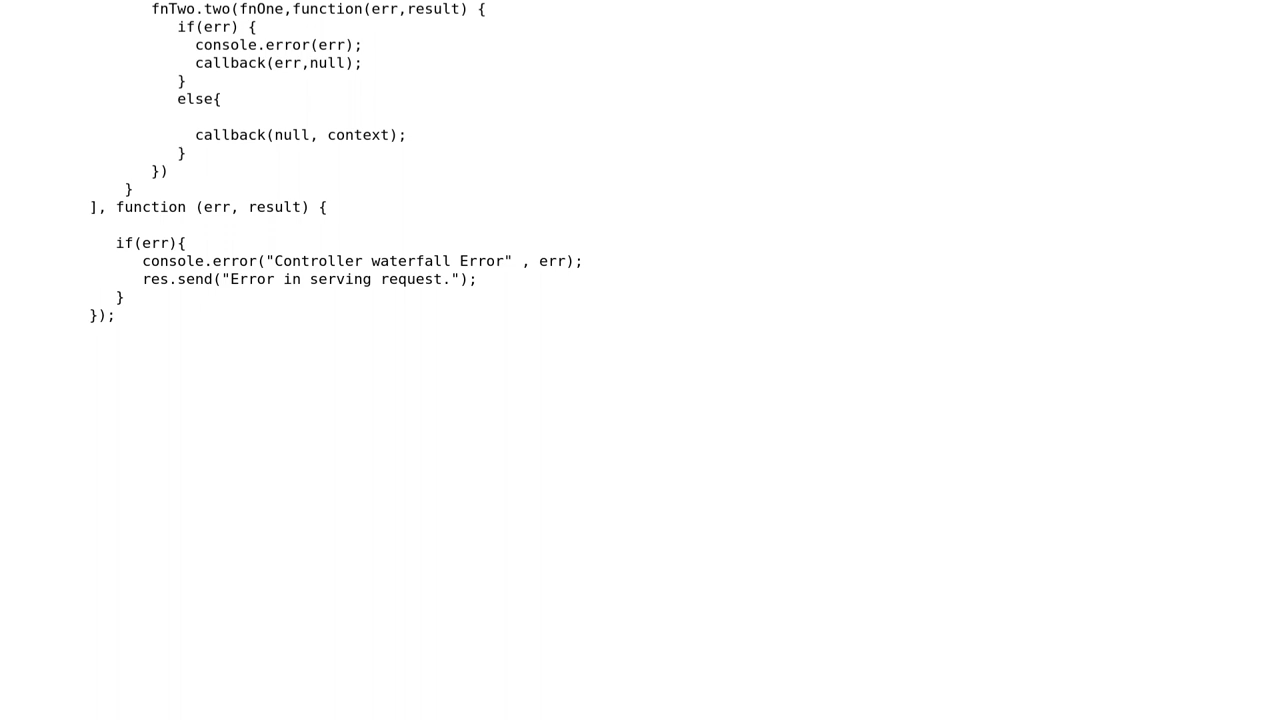 fnTwo.two(fnOne,function(err,result) {
if(err) {
console.error(err);
callback(err,null);
}
else{
callback(null, context);
}
})
}
], function (err, result) {
if(err){
console.error("Controller waterfall Error" , err);
res.send("Error in serving request.");
}
});